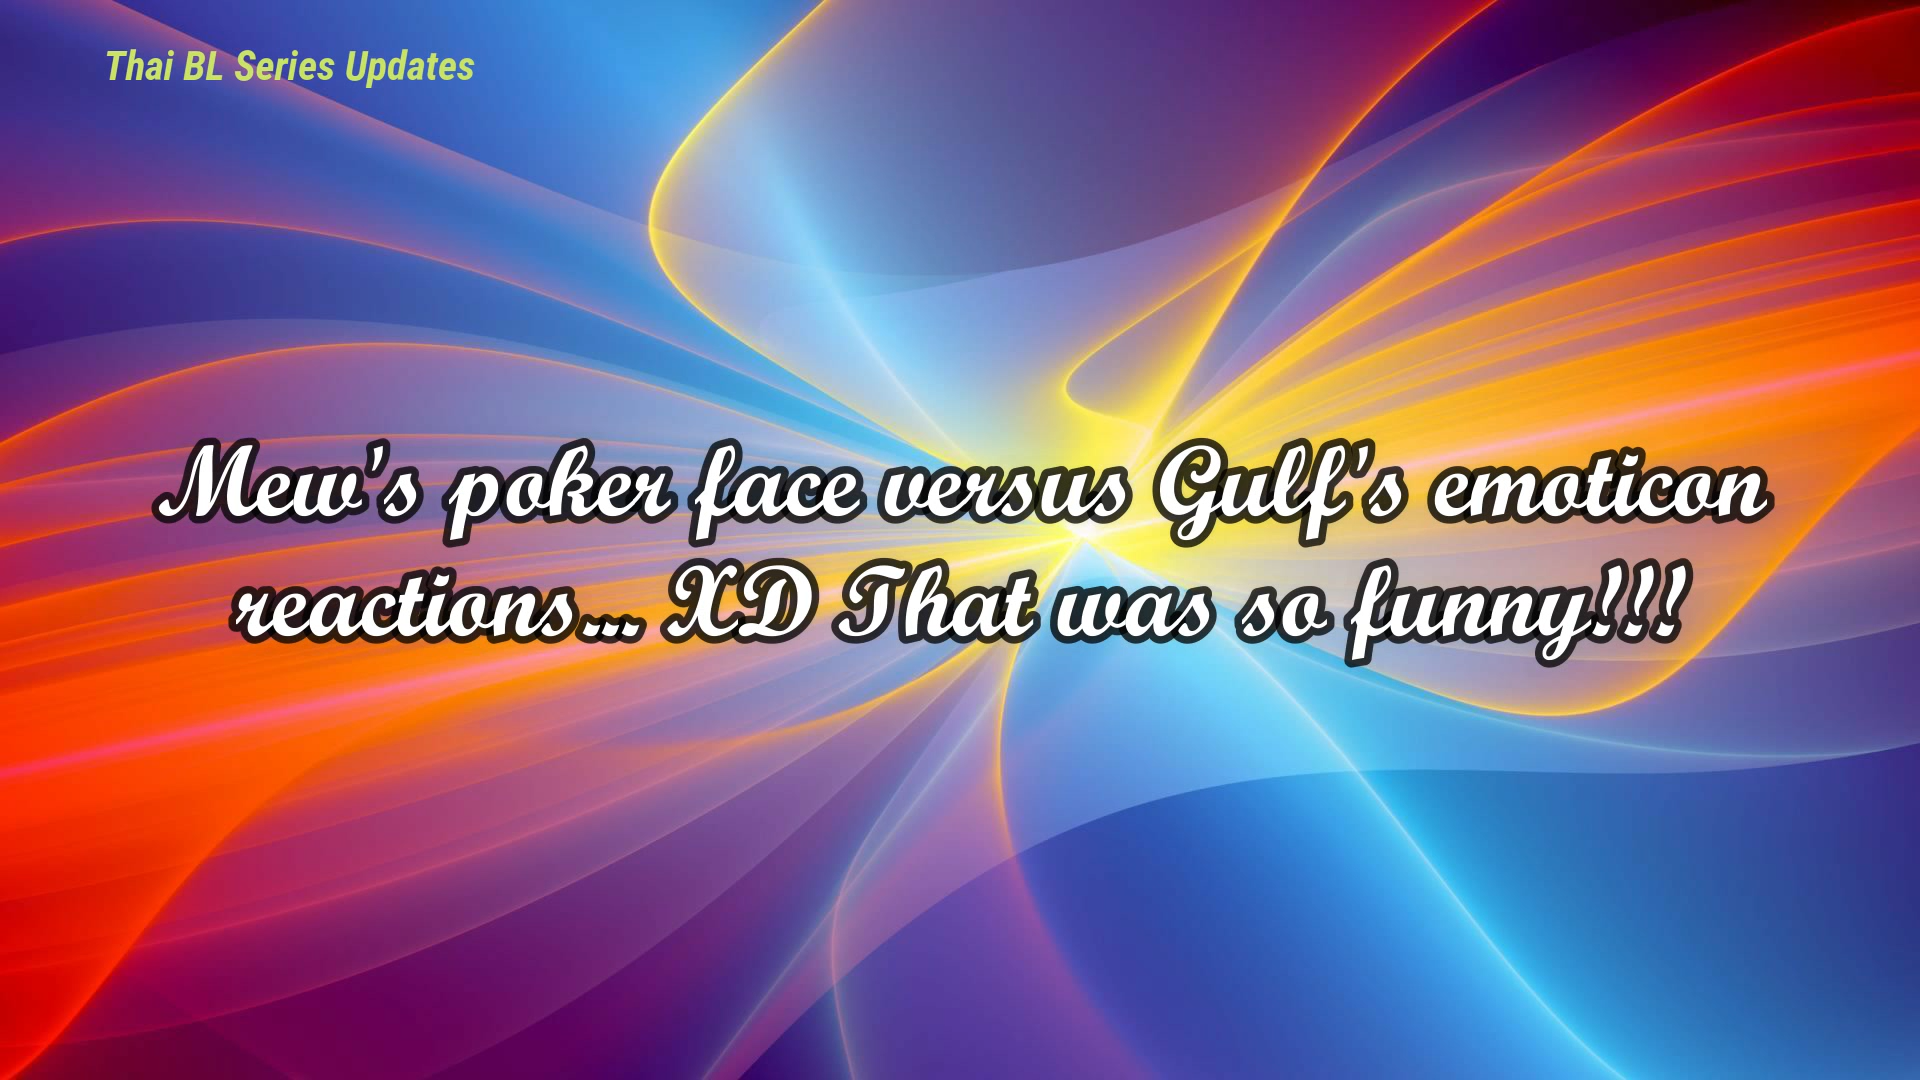 Thai BL Series Updates
Mew's poker face versus Gulf's emoticon
reactions... XD That was so funny!!!